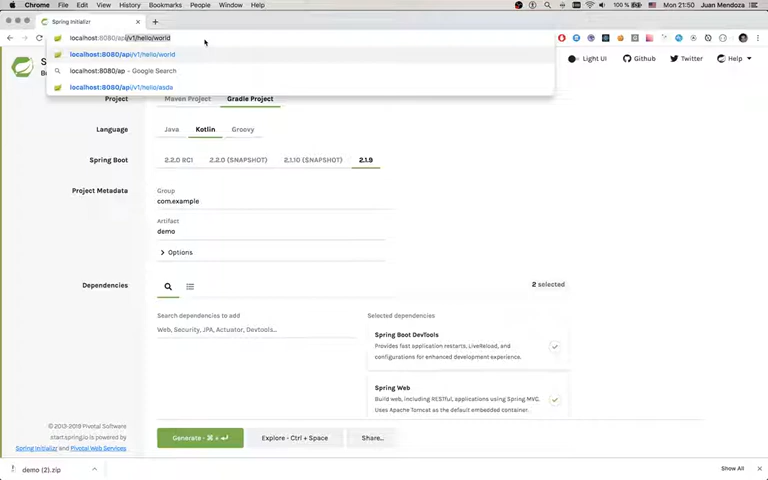 Chrome File Edit View History Bookmarks People Window Help
100 % Mon 21:50 Juan Mendoza
Spring Initializr
localhost:8080/api/v1/hello/world
localhost:8080/api/v1/hello/world
localhost:8080/ap – Google Search
localhost:8080/api/v1/hello/asda
Light UI Github Twitter Help
Project Maven Project Gradle Project
Language Java Kotlin Groovy
Spring Boot 2.2.0 RC1 2.2.0 (SNAPSHOT) 2.1.10 (SNAPSHOT) 2.1.9
Project Metadata
Group
com.example
Artifact
demo
Options
Dependencies
2 selected
Search dependencies to add
Web, Security, JPA, Actuator, Devtools...
Selected dependencies
Spring Boot DevTools
Provides fast application restarts, LiveReload, and
configurations for enhanced development experience.
Spring Web
Build web, including RESTful, applications using Spring MVC.
Uses Apache Tomcat as the default embedded container.
© 2013-2019 Pivotal Software
start.spring.io is powered by
Spring Initializr and Pivotal Web Services
Generate - ⌘ + ↵
Explore - Ctrl + Space
Share...
demo (2).zip
Show All